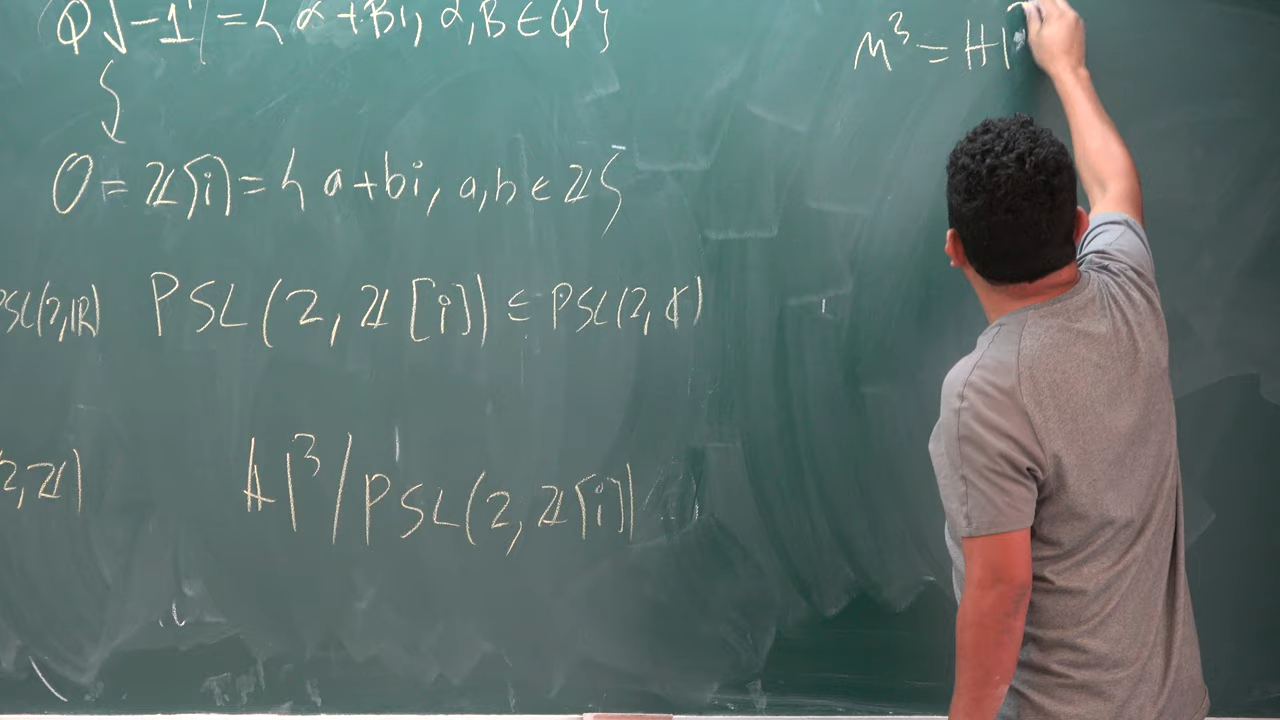 Q√-1 = { α + βi, α, β ∈ Q }
O = ℤ[i] = { a + bi, a, b ∈ ℤ }
PSL(2, ℝ) PSL(2, ℤ[i]) ≤ PSL(2, ℂ)
2, ℤ) ℍ³/PSL(2, ℤ[i])
M³ = ℍ